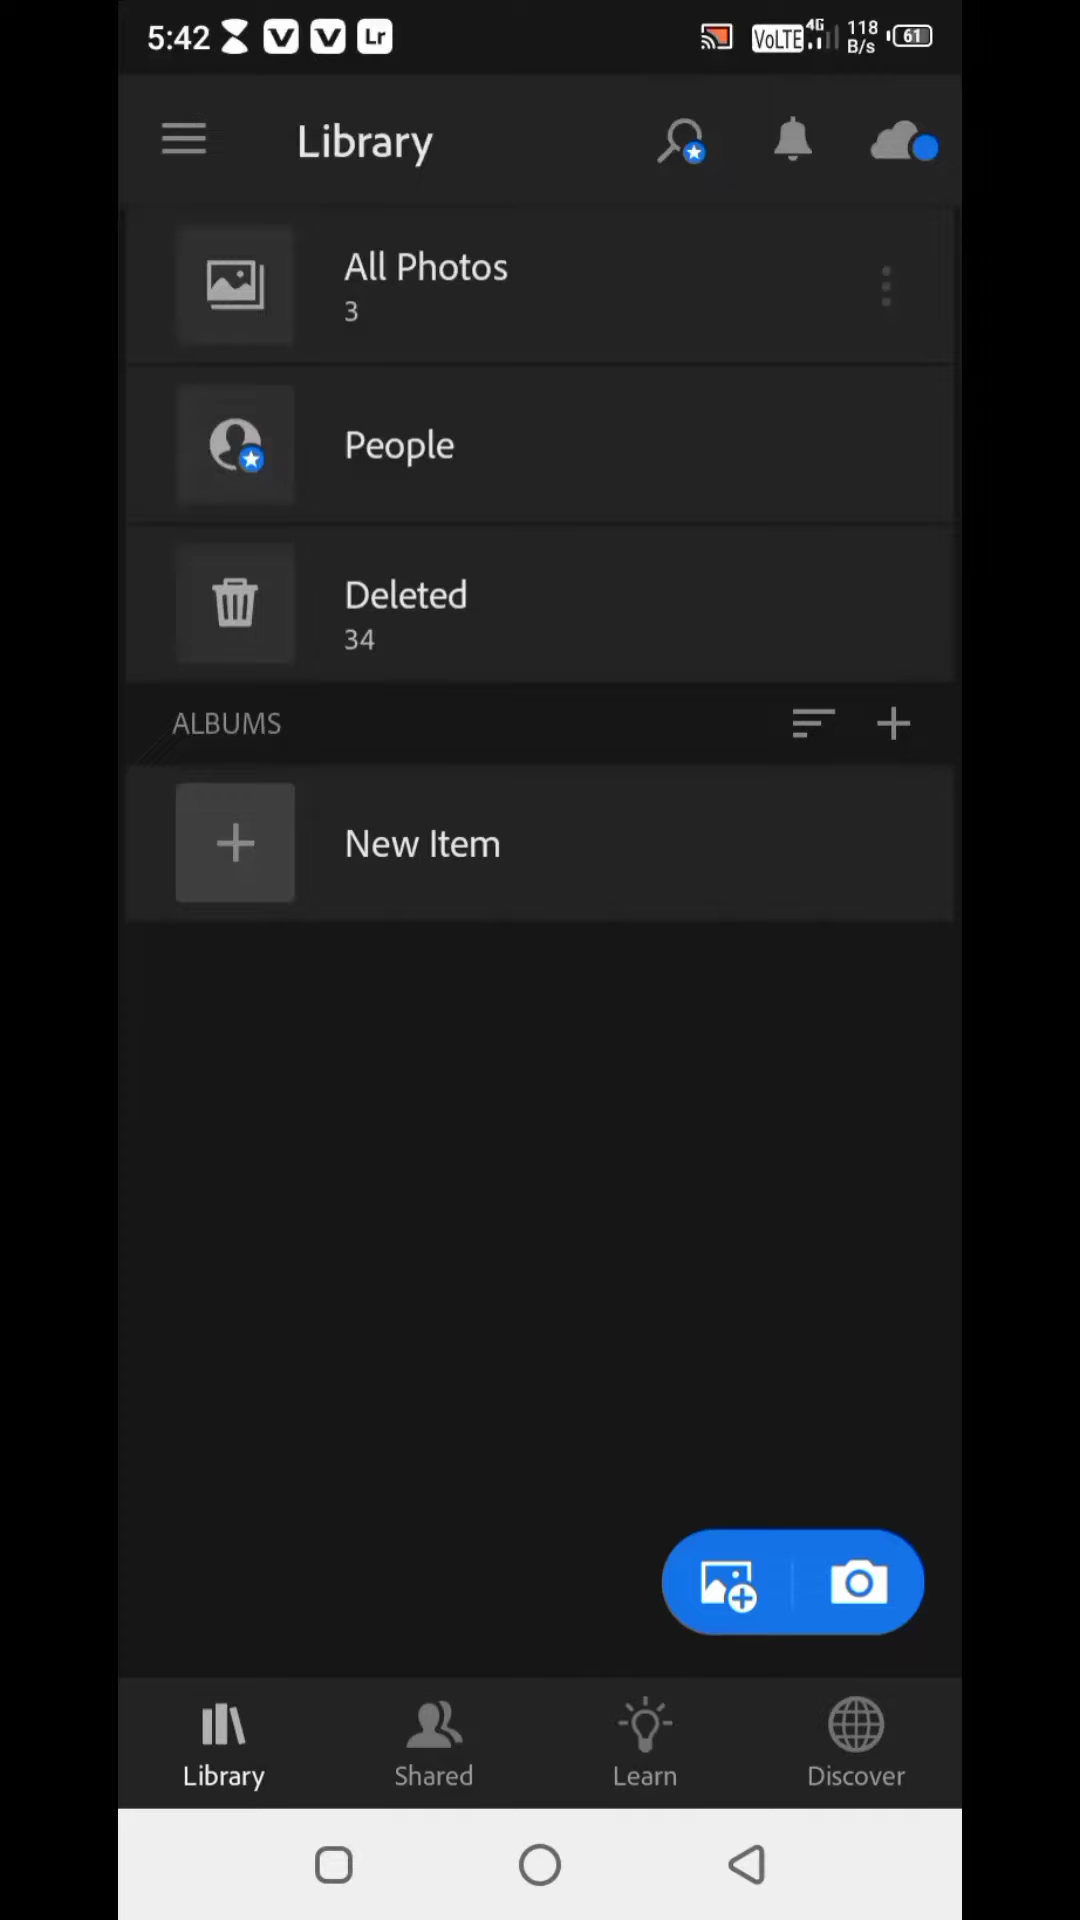 5:42 V V Lr VoLTE 4G 118 B/s 61
Library
All Photos
3
People
Deleted
34
ALBUMS
New Item
Library Shared Learn Discover